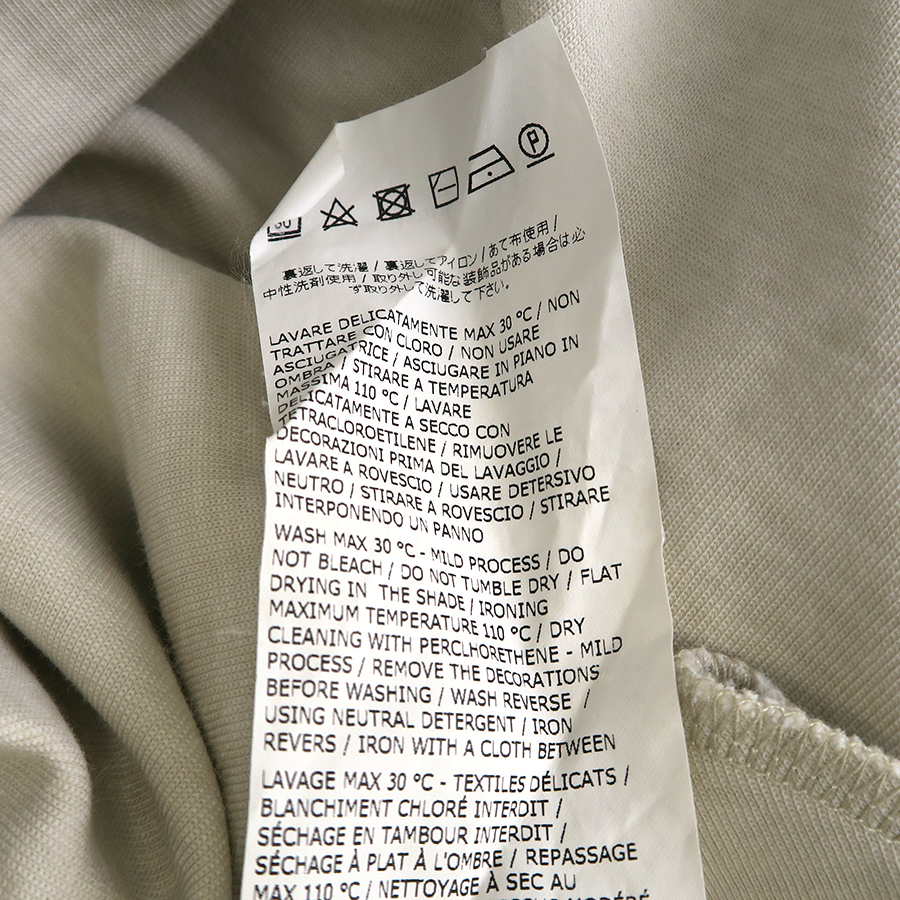 30
P
裏返して洗濯 / 裏返してアイロン / あて布使用 /
中性洗剤使用 / 取り外し可能な装飾品がある場合は必
ず取り外して洗濯して下さい。
LAVARE DELICATAMENTE MAX 30 °C / NON
TRATTARE CON CLORO / NON USARE
ASCIUGATRICE / ASCIUGARE IN PIANO IN
OMBRA / STIRARE A TEMPERATURA
MASSIMA 110 °C / LAVARE
DELICATAMENTE A SECCO CON
TETRACLOROETILENE / RIMUOVERE LE
DECORAZIONI PRIMA DEL LAVAGGIO /
LAVARE A ROVESCIO / USARE DETERSIVO
NEUTRO / STIRARE A ROVESCIO / STIRARE
INTERPONENDO UN PANNO
WASH MAX 30 °C - MILD PROCESS / DO
NOT BLEACH / DO NOT TUMBLE DRY / FLAT
DRYING IN THE SHADE / IRONING
MAXIMUM TEMPERATURE 110 °C / DRY
CLEANING WITH PERCLHORETHENE - MILD
PROCESS / REMOVE THE DECORATIONS
BEFORE WASHING / WASH REVERSE /
USING NEUTRAL DETERGENT / IRON
REVERS / IRON WITH A CLOTH BETWEEN
LAVAGE MAX 30 °C - TEXTILES DÉLICATS /
BLANCHIMENT CHLORÉ INTERDIT /
SÉCHAGE EN TAMBOUR INTERDIT /
SÉCHAGE À PLAT À L'OMBRE / REPASSAGE
MAX 110 °C / NETTOYAGE À SEC AU